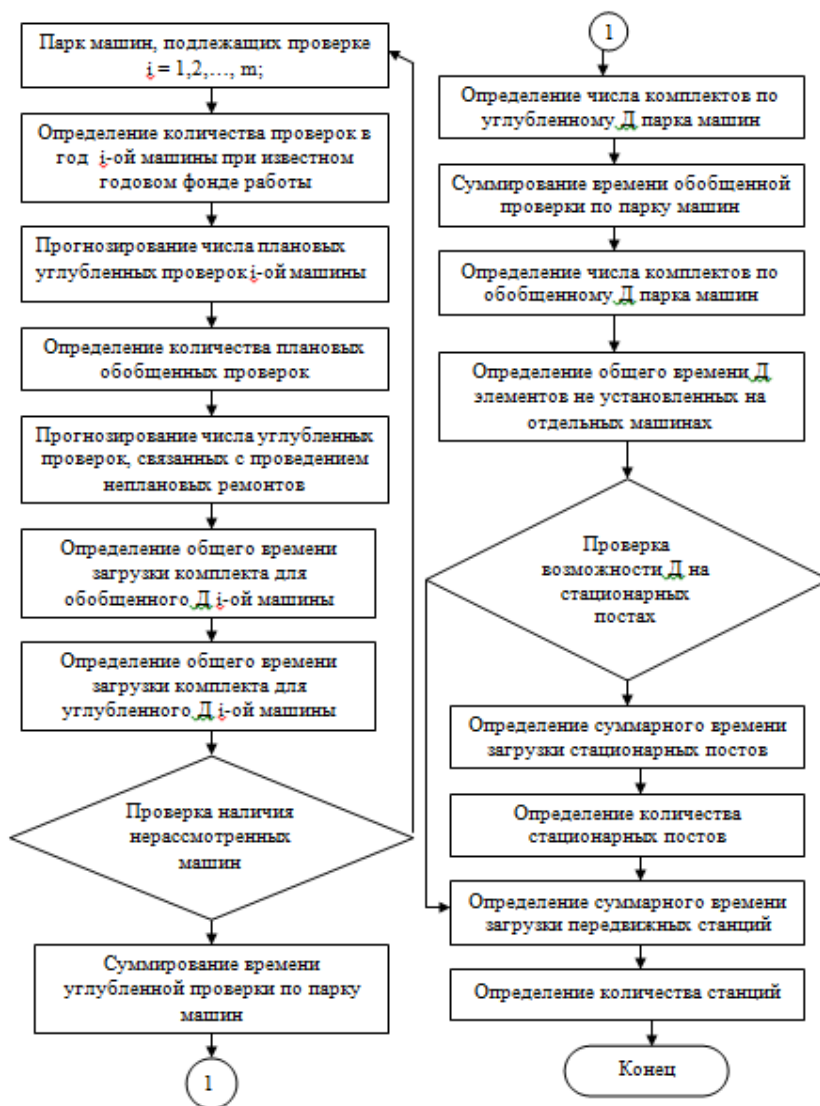 Парк машин, подлежащих проверке
i = 1,2,…, m;
Определение количества проверок в
год i-ой машины при известном
годовом фонде работы
Прогнозирование числа плановых
углубленных проверок i-ой машины
Определение количества плановых
обобщенных проверок
Прогнозирование числа углубленных
проверок, связанных с проведением
неплановых ремонтов
Определение общего времени
загрузки комплекта для
обобщенного Д i-ой машины
Определение общего времени
загрузки комплекта для
углубленного Д i-ой машины
Проверка наличия
нерассмотренных
машин
Суммирование времени
углубленной проверки по парку
машин
1
1
Определение числа комплектов по
углубленному Д парка машин
Суммирование времени обобщенной
проверки по парку машин
Определение числа комплектов по
обобщенному Д парка машин
Определение общего времени Д
элементов не установленных на
отдельных машинах
Проверка
возможности Д на
стационарных
постах
Определение суммарного времени
загрузки стационарных постов
Определение количества
стационарных постов
Определение суммарного времени
загрузки передвижных станций
Определение количества станций
Конец